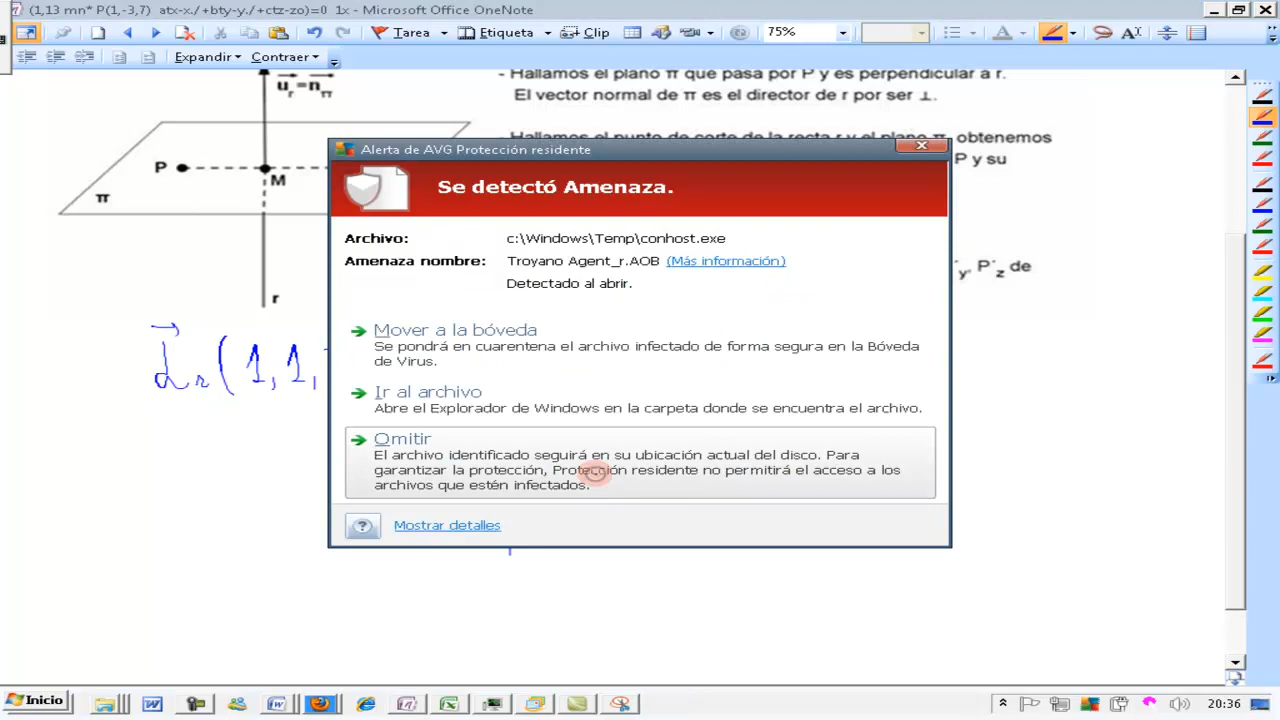 (1,13 mn* P(1,-3,7) atx-x./+bty-y./+ctz-zo)=0 1x - Microsoft Office OneNote
Tarea
Etiqueta
Clip
75%
Expandir
Contraer
- Hallamos el plano π que pasa por P y es perpendicular a r.
El vector normal de π es el director de r por ser ⊥.
- Hallamos el punto de corte de la recta r y el plano π, obtenemos
P y su
u r = n π
P
M
π
r
P´y, P´z de
d r (1,1,
Alerta de AVG Protección residente
Se detectó Amenaza.
Archivo: c:\Windows\Temp\conhost.exe
Amenaza nombre: Troyano Agent_r.AOB (Más información)
Detectado al abrir.
Mover a la bóveda
Se pondrá en cuarentena el archivo infectado de forma segura en la Bóveda
de Virus.
Ir al archivo
Abre el Explorador de Windows en la carpeta donde se encuentra el archivo.
Omitir
El archivo identificado seguirá en su ubicación actual del disco. Para
garantizar la protección, Protección residente no permitirá el acceso a los
archivos que estén infectados.
Mostrar detalles
Inicio
20:36